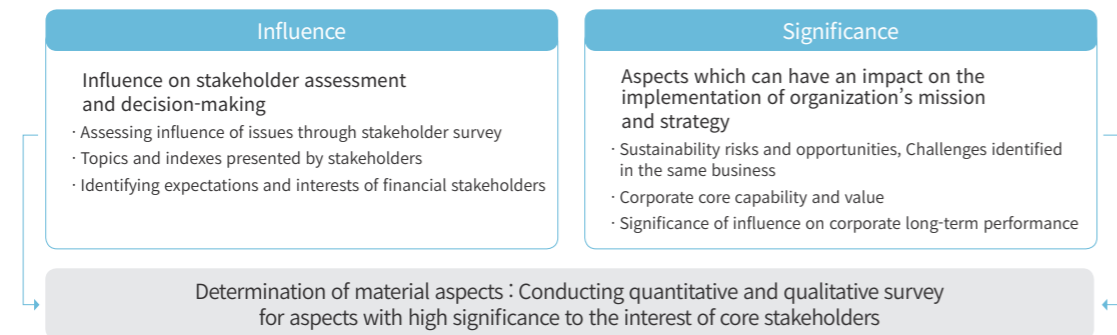 Influence
Influence on stakeholder assessment
and decision-making
· Assessing influence of issues through stakeholder survey
· Topics and indexes presented by stakeholders
· Identifying expectations and interests of financial stakeholders
Significance
Aspects which can have an impact on the
implementation of organization’s mission
and strategy
· Sustainability risks and opportunities, Challenges identified
in the same business
· Corporate core capability and value
· Significance of influence on corporate long-term performance
Determination of material aspects : Conducting quantitative and qualitative survey
for aspects with high significance to the interest of core stakeholders